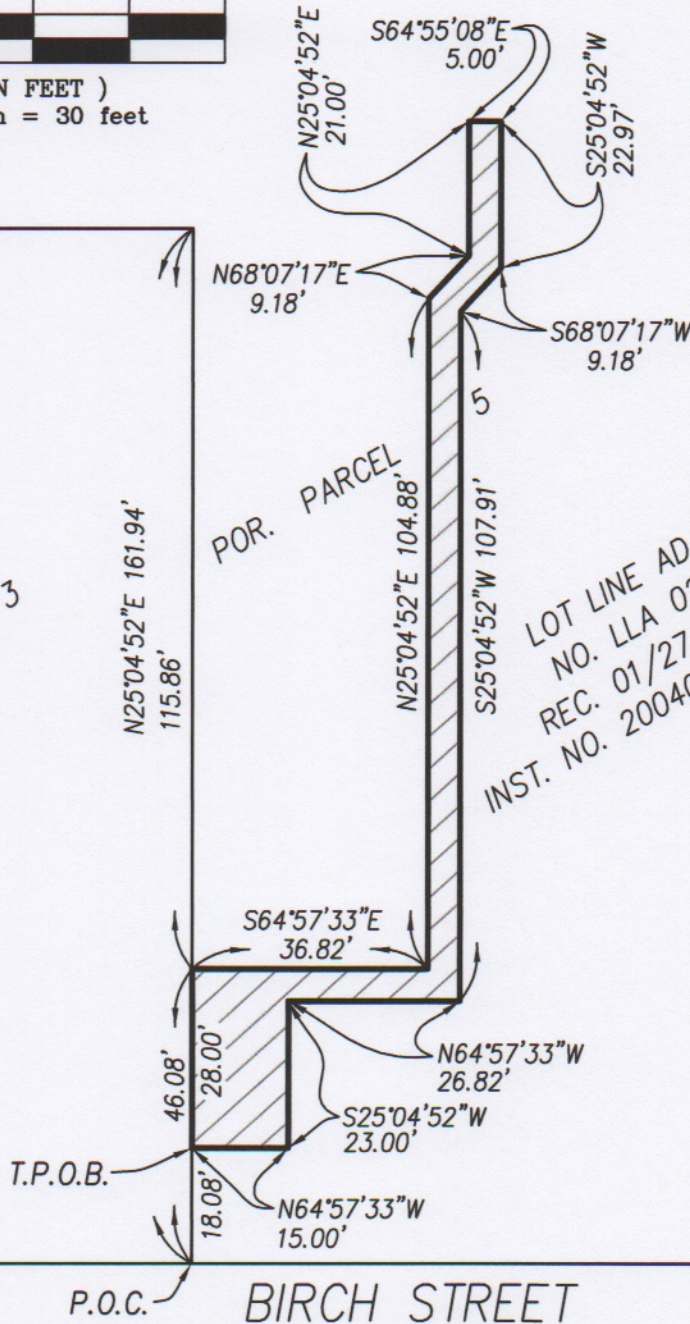 N FEET )
= 30 feet
N25°04'52"E
21.00'
S64°55'08"E
5.00'
S25°04'52"W
22.97'
N68°07'17"E
9.18'
S68°07'17"W
9.18'
5
POR. PARCEL
3
N25°04'52"E 161.94'
115.86'
N25°04'52"E 104.88'
S25°04'52"W 107.91'
LOT LINE AD
NO. LLA 0
REC. 01/27
INST. NO. 2004
S64°57'33"E
36.82'
46.08'
28.00'
N64°57'33"W
26.82'
S25°04'52"W
23.00'
T.P.O.B.
18.08'
N64°57'33"W
15.00'
P.O.C.
BIRCH STREET